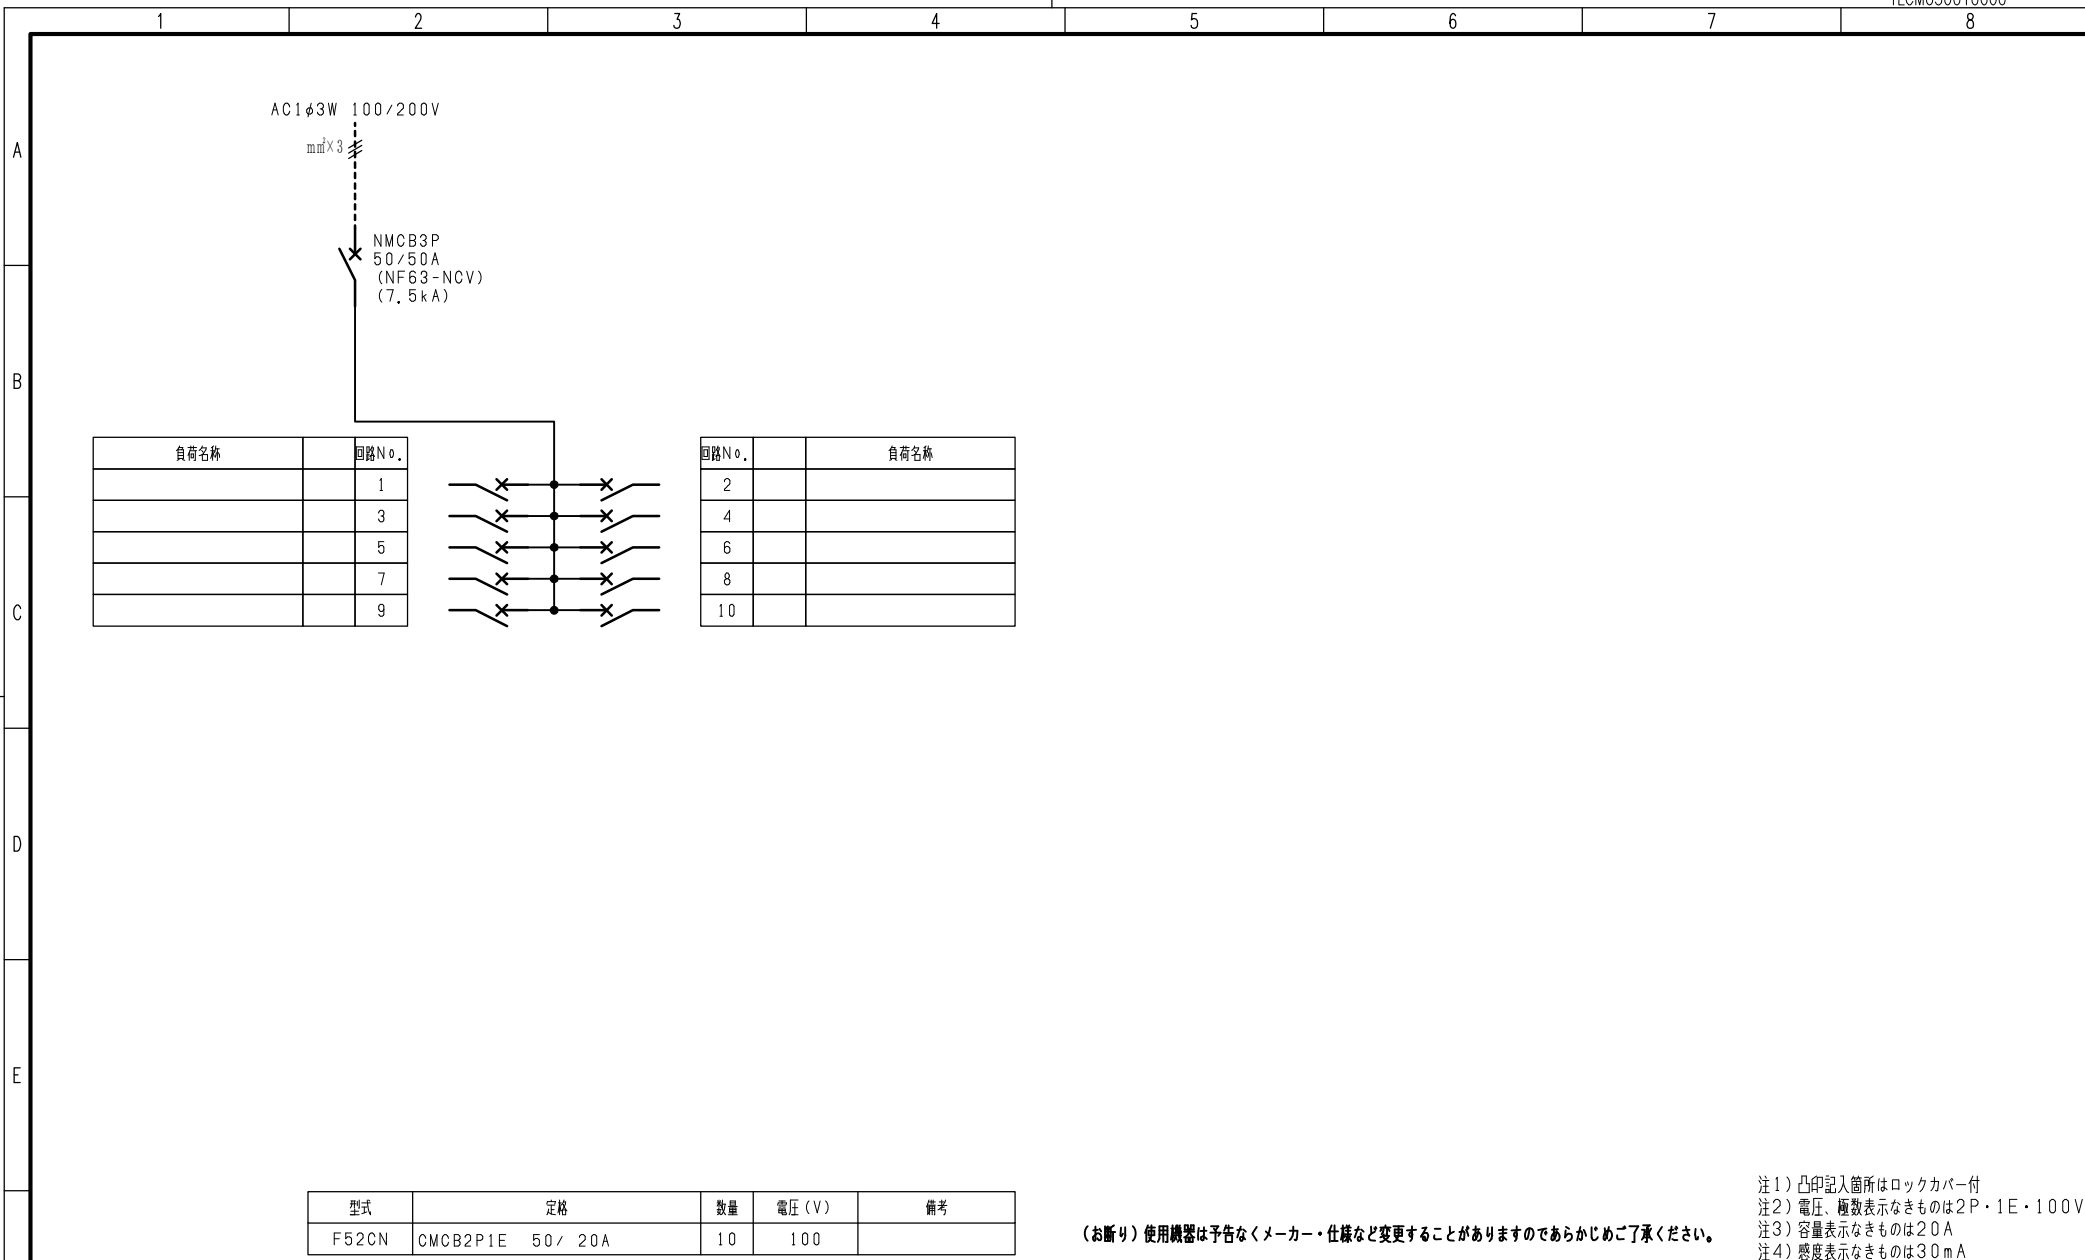 1 2 3 4 5 6 7 8
A
AC1φ3W 100/200V
mm²×3
NMCB3P
50/50A
(NF63-NCV)
(7.5kA)
B
負荷名称 回路No. 回路No. 負荷名称
1 2
3 4
5 6
7 8
9 10
C
D
E
型式 定格 数量 電圧(V) 備考
F52CN CMCB2P1E 50/ 20A 10 100
(お断り)使用機器は予告なくメーカー・仕様など変更することがありますのであらかじめご了承ください。
注1)凸印記入箇所はロックカバー付
注2)電圧、極数表示なきものは2P・1E・100V
注3)容量表示なきものは20A
注4)感度表示なきものは30mA